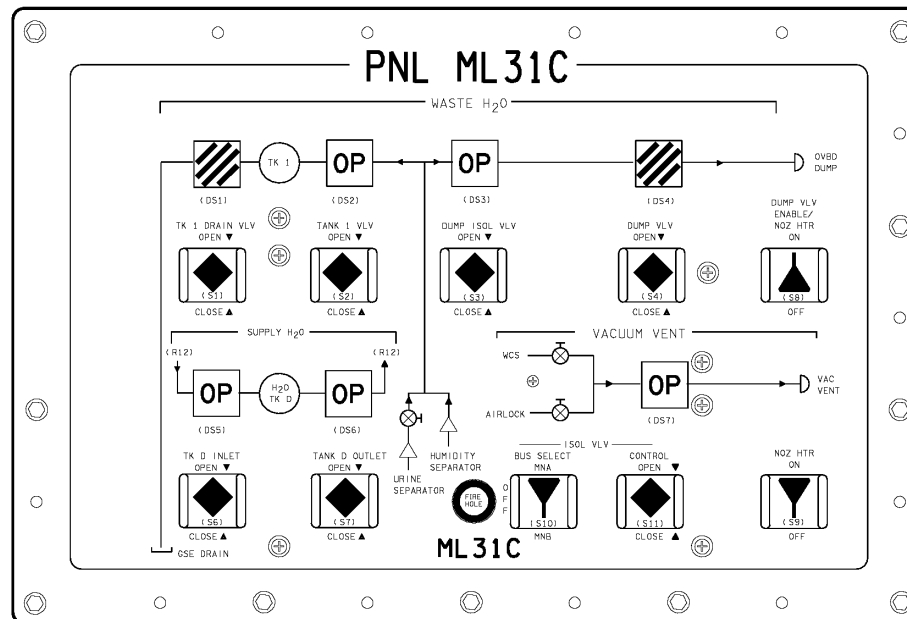 PNL ML31C
WASTE H2O
TK 1
OP
OP
OVBD
DUMP
(DS1)
(DS2)
(DS3)
(DS4)
TK 1 DRAIN VLV
OPEN ▼
TANK 1 VLV
OPEN ▼
DUMP ISOL VLV
OPEN ▼
DUMP VLV
OPEN▼
DUMP VLV
ENABLE/
NOZ HTR
ON
(S1)
(S2)
(S3)
(S4)
(S8)
CLOSE▲
CLOSE▲
CLOSE▲
CLOSE▲
OFF
SUPPLY H2O
VACUUM VENT
(R12)
(R12)
WCS
OP
H2O
TK D
OP
OP
VAC
VENT
AIRLOCK
(DS5)
(DS6)
(DS7)
URINE
SEPARATOR
HUMIDITY
SEPARATOR
ISOL VLV
TK D INLET
OPEN ▼
TANK D OUTLET
OPEN ▼
BUS SELECT
MNA
CONTROL
OPEN ▼
NOZ HTR
ON
FIRE
HOLE
OFF
(S6)
(S7)
(S10)
(S11)
(S9)
CLOSE▲
CLOSE▲
MNB
CLOSE ▲
OFF
ML31C
GSE DRAIN